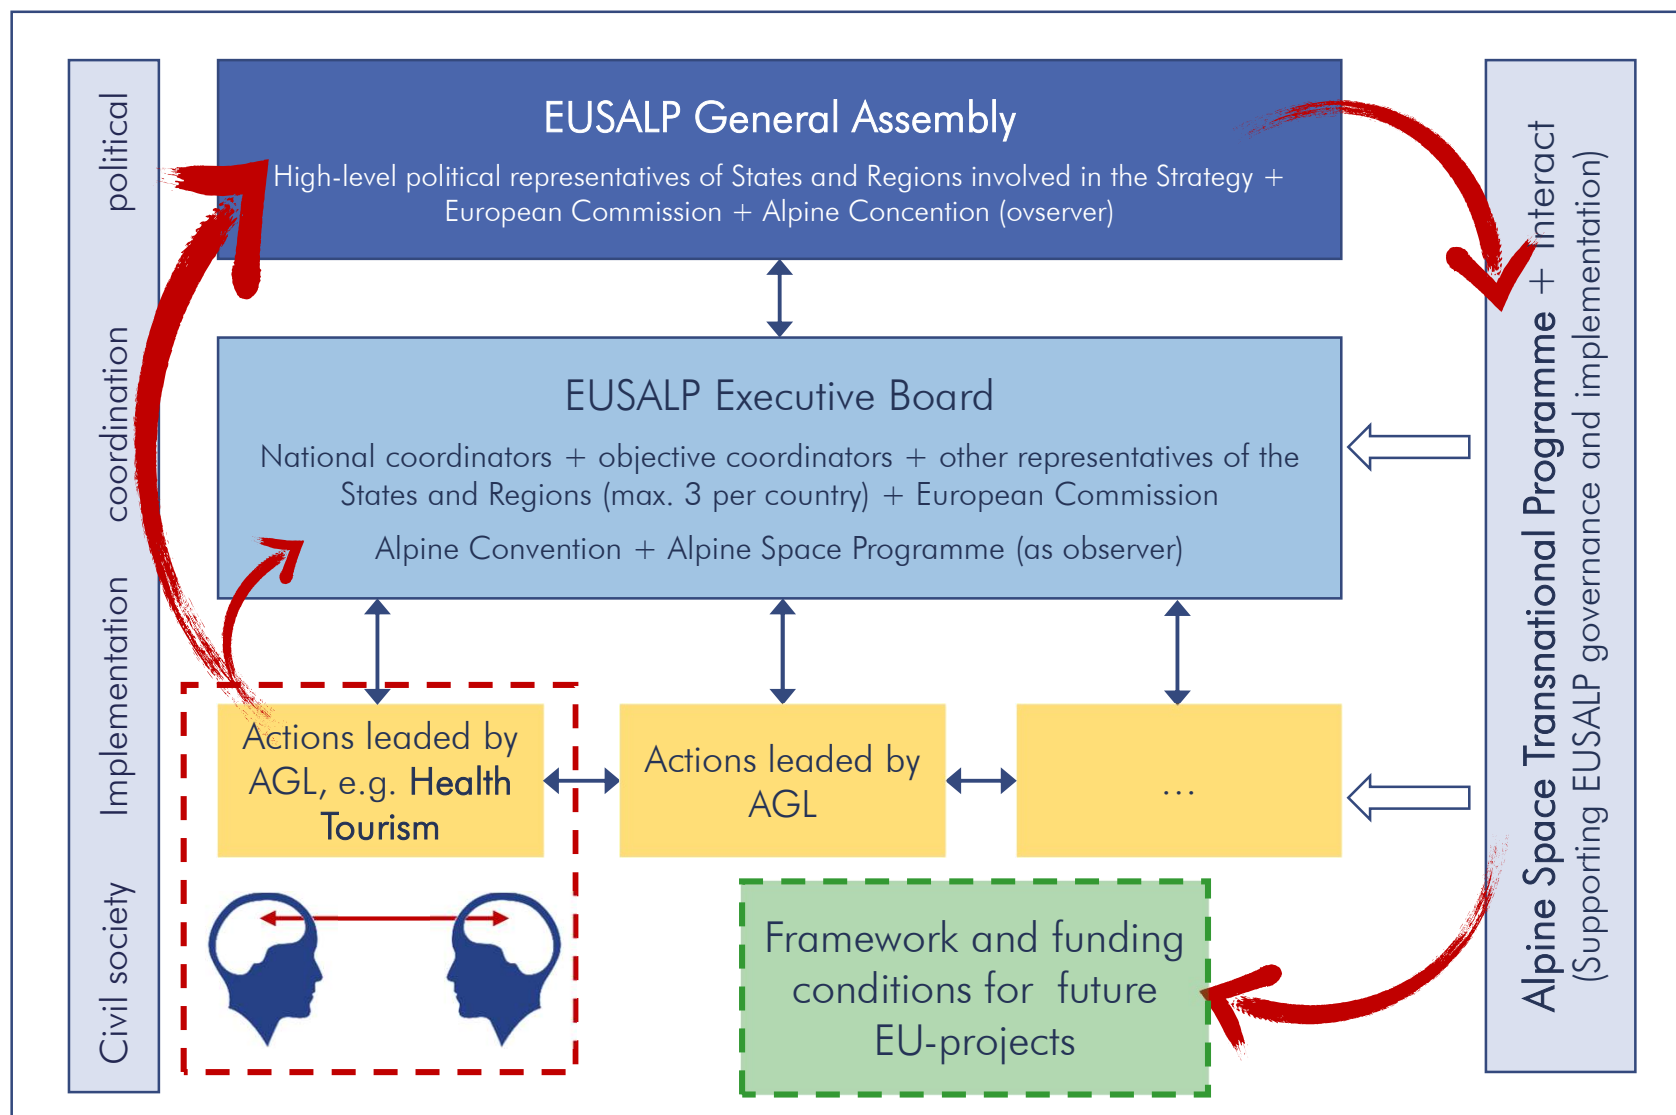 political
coordination
Implementation
Civil society
EUSALP General Assembly
High-level political representatives of States and Regions involved in the Strategy +
European Commission + Alpine Concention (ovserver)
EUSALP Executive Board
National coordinators + objective coordinators + other representatives of the
States and Regions (max. 3 per country) + European Commission
Alpine Convention + Alpine Space Programme (as observer)
Actions leaded by
AGL, e.g. Health
Tourism
Actions leaded by
AGL
...
Framework and funding
conditions for future
EU-projects
Alpine Space Transnational Programme + Interact
(Supporting EUSALP governance and implementation)